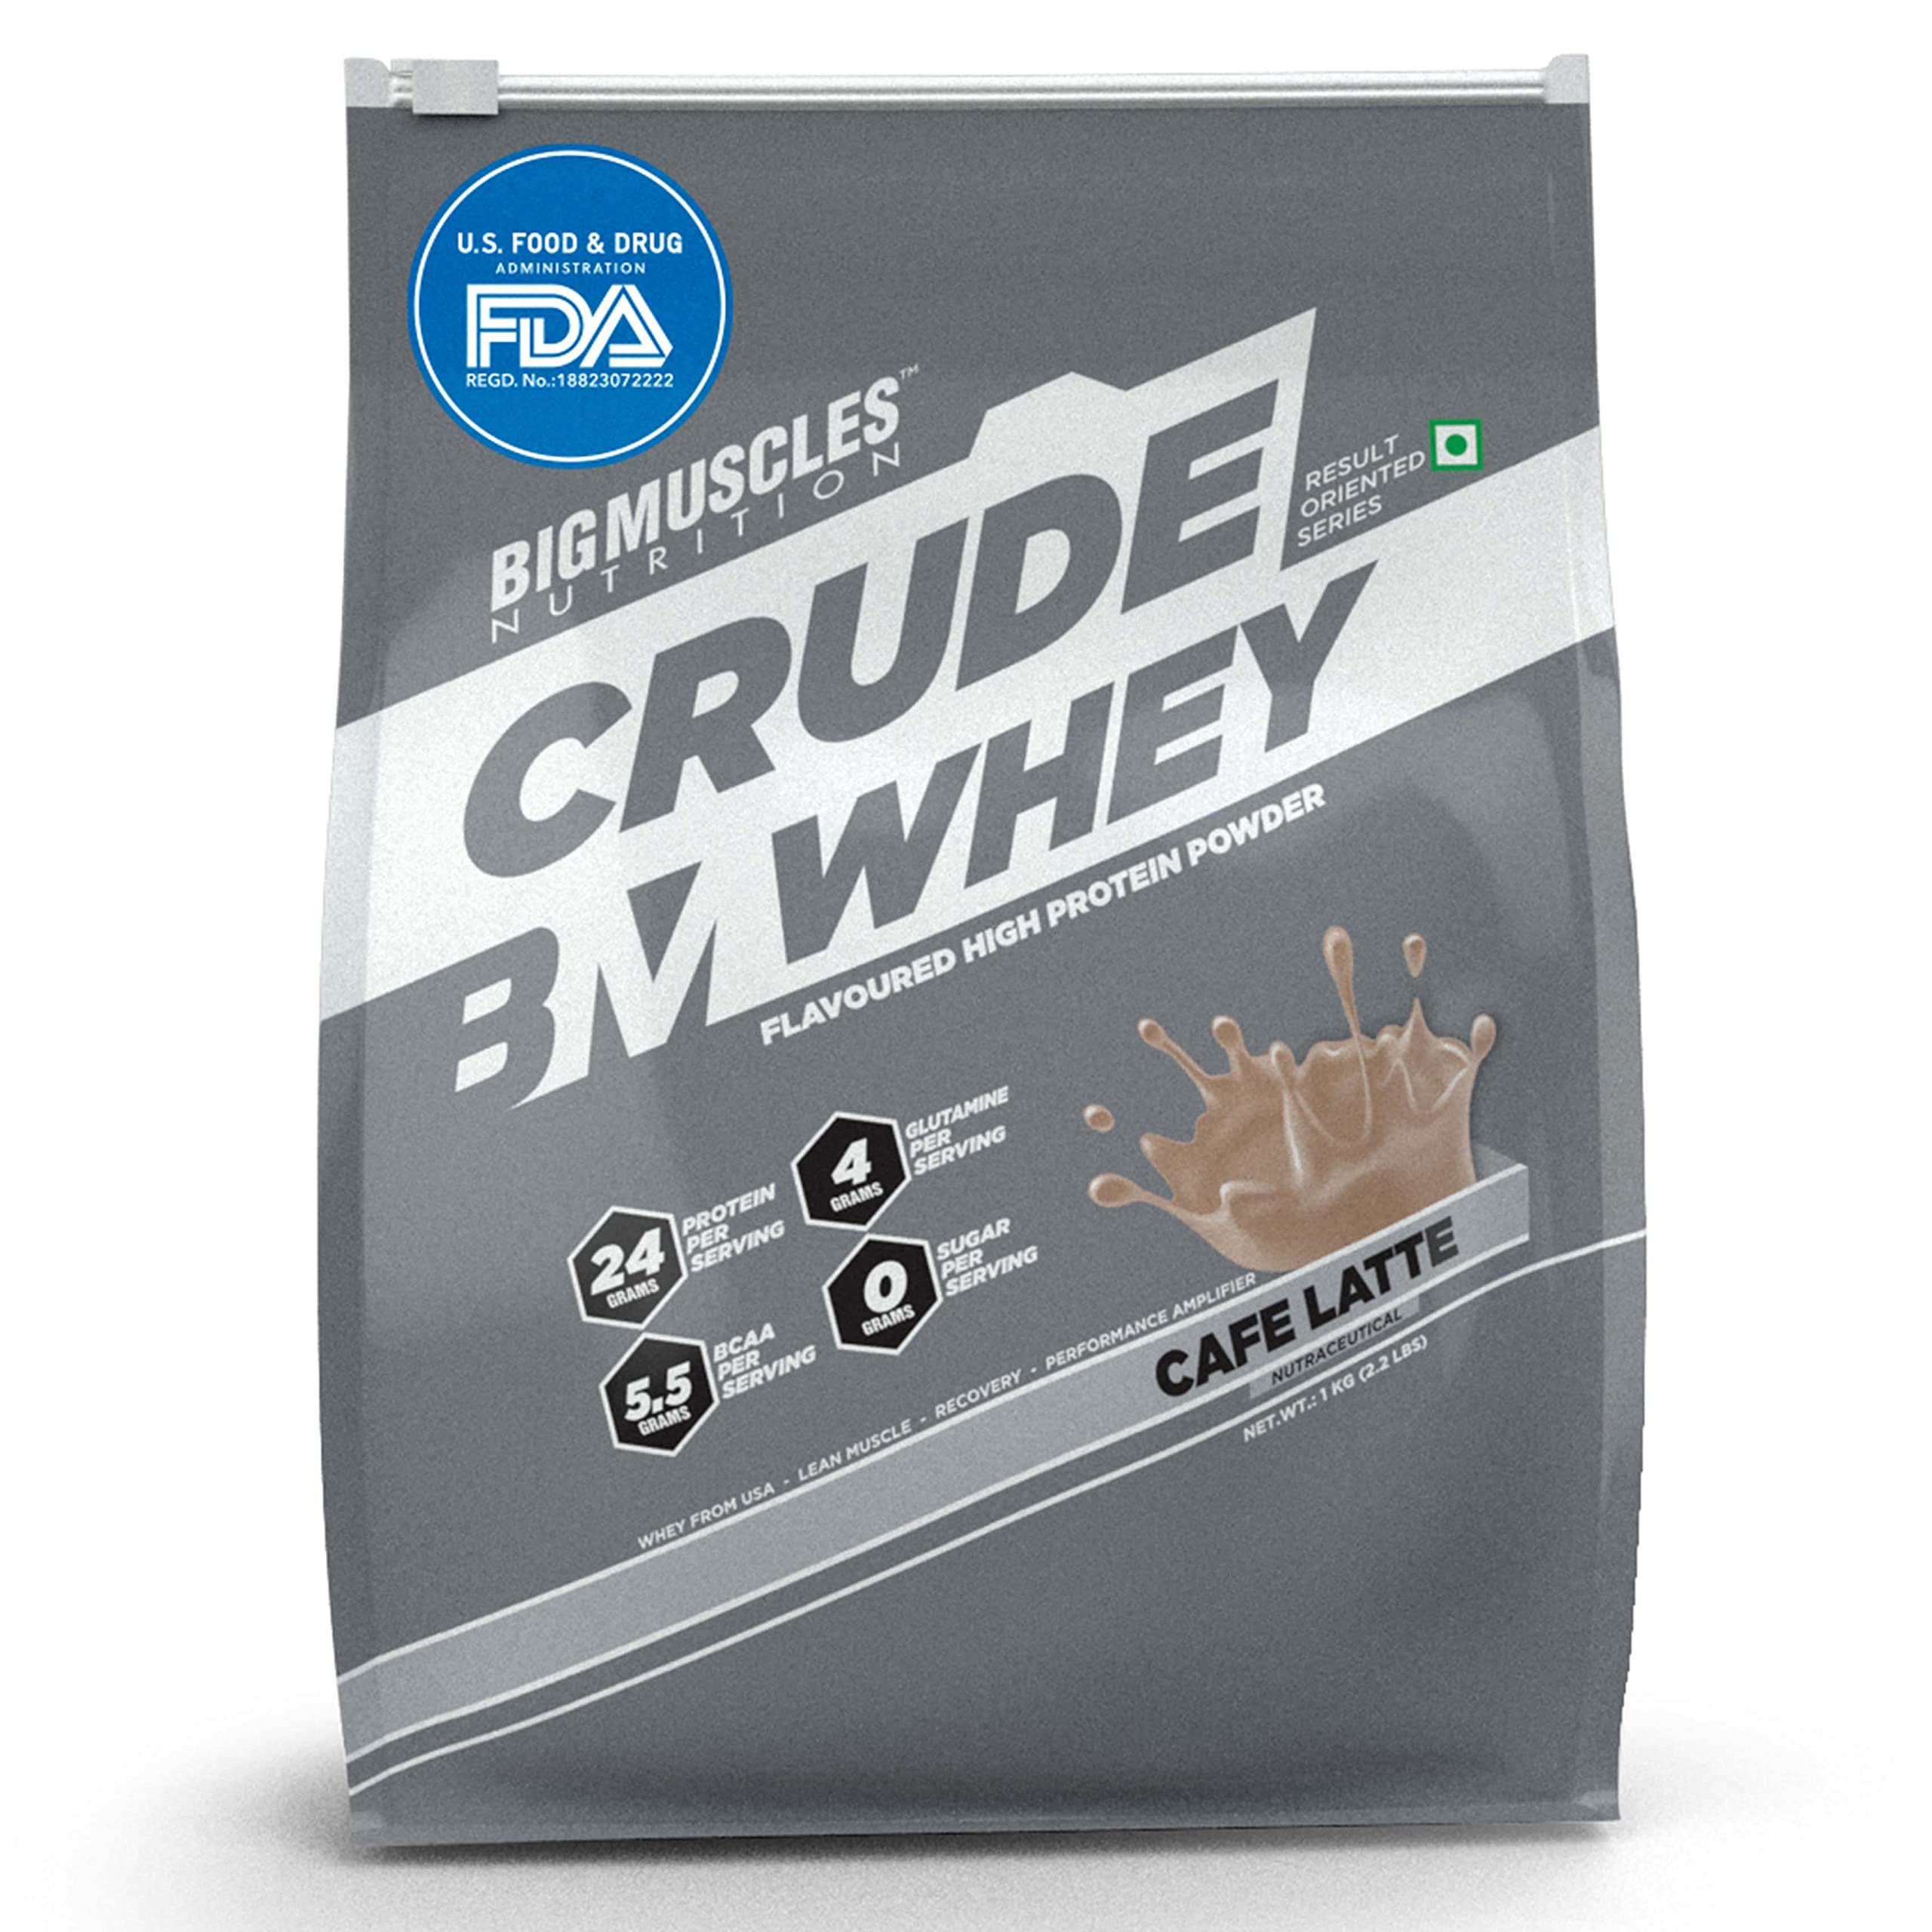 U.S. FOOD & DRUG
ADMINISTRATION
FDA
REGD. No.:18823072222
BIGMUSCLES™
NUTRITION
CRUDE
RESULT
ORIENTED
SERIES
BM WHEY
FLAVOURED HIGH PROTEIN POWDER
24
GRAMS
PROTEIN
PER
SERVING
4
GRAMS
GLUTAMINE
PER
SERVING
5.5
GRAMS
BCAA
PER
SERVING
0
GRAMS
SUGAR
PER
SERVING
WHEY FROM USA - LEAN MUSCLE - RECOVERY - PERFORMANCE AMPLIFIER
CAFE LATTE
NUTRACEUTICAL
NET.WT.: 1 KG (2.2 LBS)